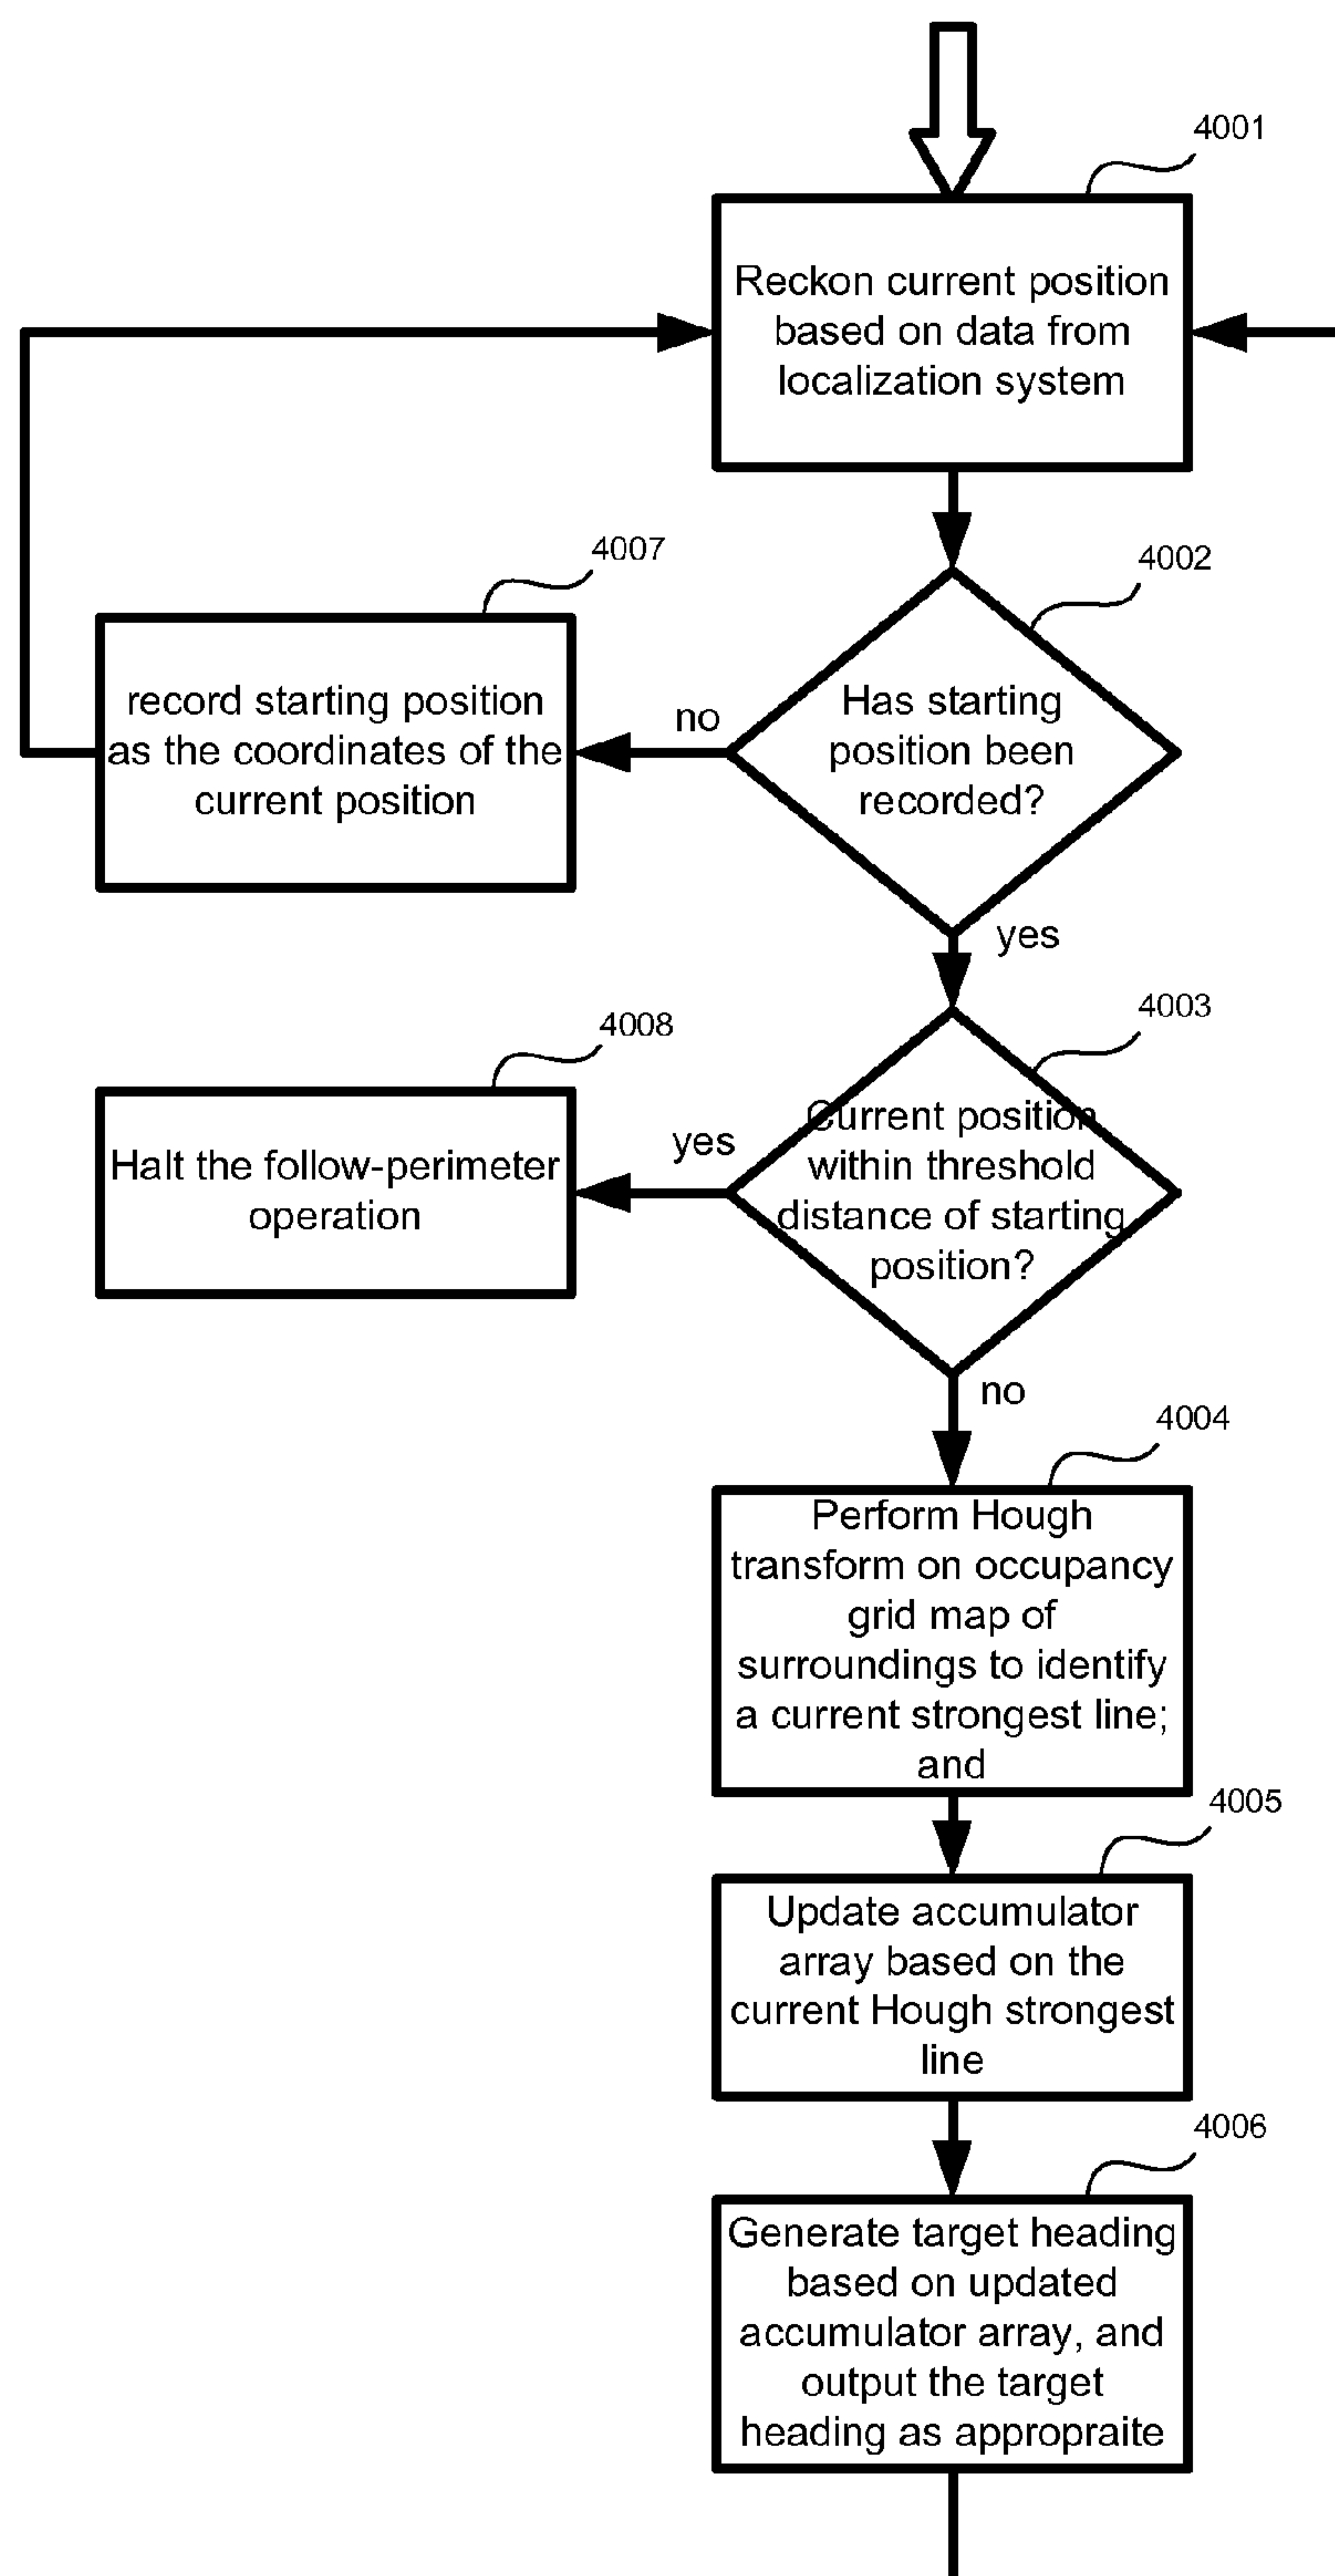 4001
Reckon current position
based on data from
localization system
4007
4002
record starting position
as the coordinates of the
current position
no
Has starting
position been
recorded?
yes
4008
4003
Halt the follow-perimeter
operation
yes
Current position
within threshold
distance of starting
position?
no
4004
Perform Hough
transform on occupancy
grid map of
surroundings to identify
a current strongest line;
and
4005
Update accumulator
array based on the
current Hough strongest
line
4006
Generate target heading
based on updated
accumulator array, and
output the target
heading as appropraite